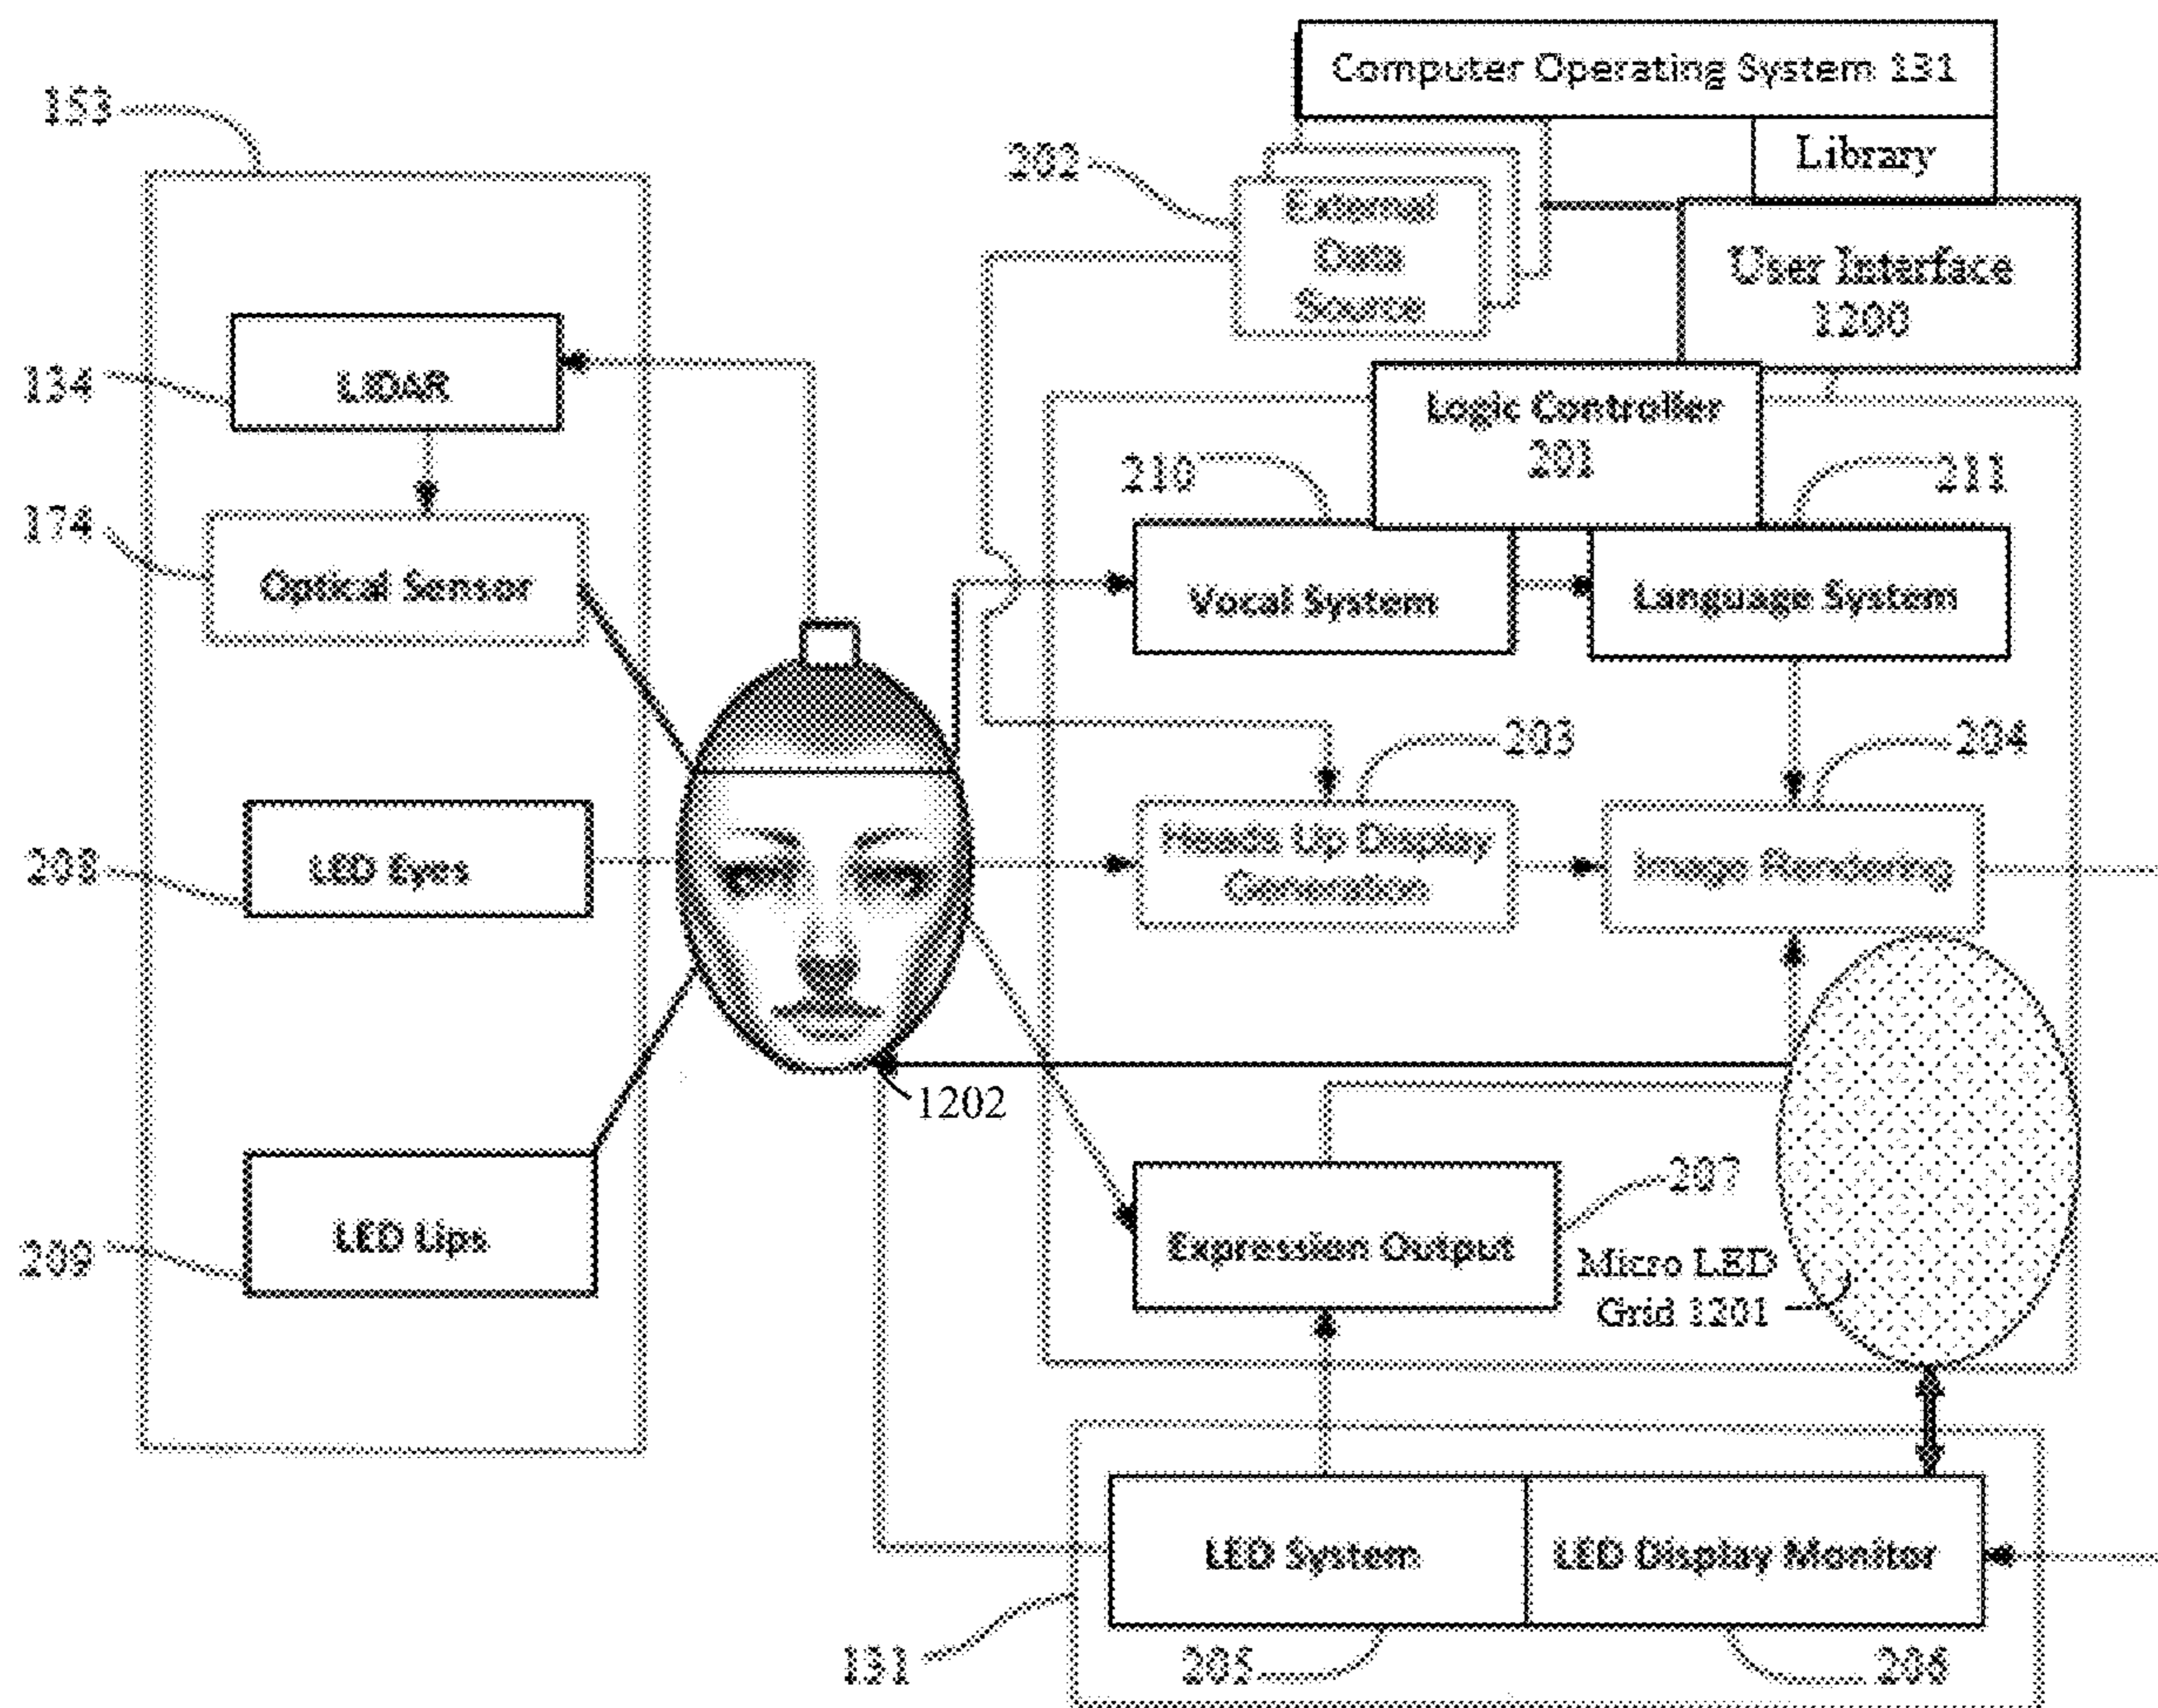 Computer Operating System 131
153
Library
202
External
Data
Source
User Interface
1200
134
LIDAR
Logic Controller
201
210
211
174
Optical Sensor
Vocal System
Language System
203
204
208
LED Eyes
Heads Up Display
Generation
Image Rendering
1202
207
209
LED Lips
Expression Output
Micro LED
Grid 1201
LED System
LED Display Monitor
131
205
206